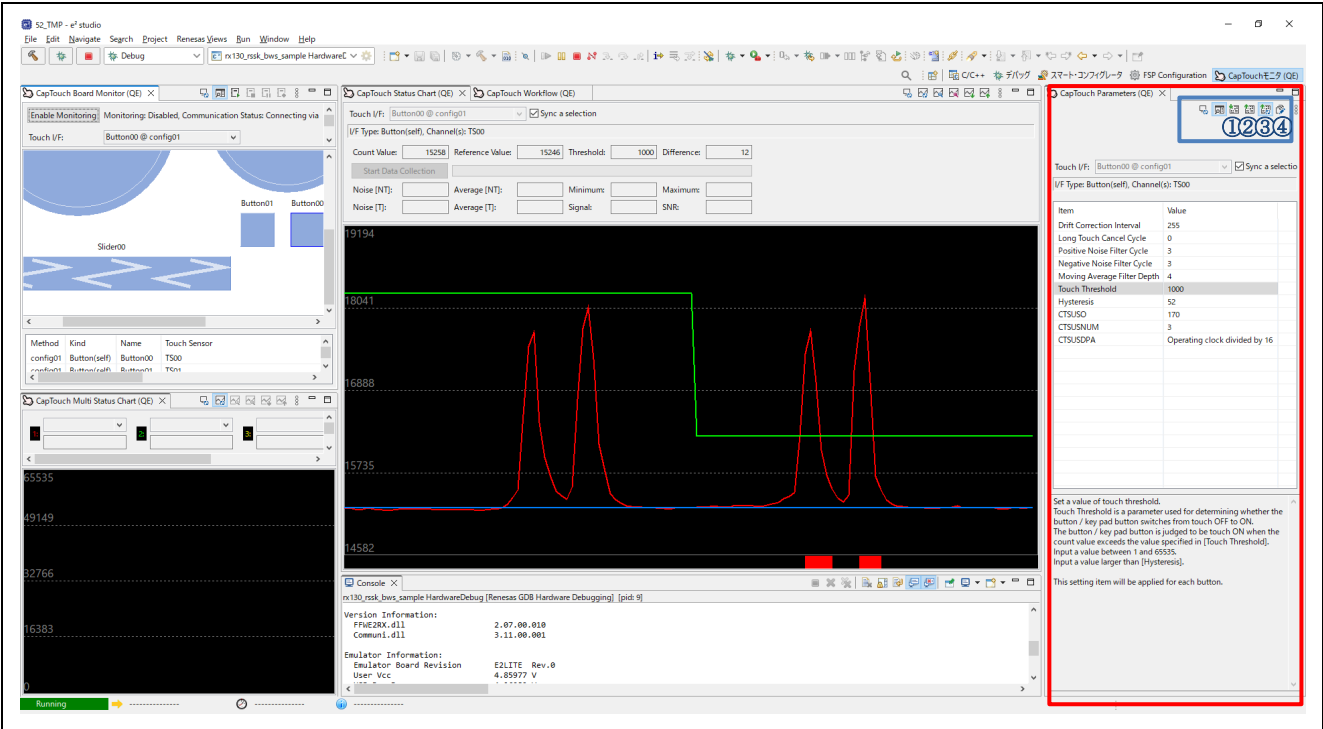 52_TMP - e² studio
File Edit Navigate Search Project Renesas Views Run Window Help
Debug
rx130_rssk_bws_sample HardwareD
C/C++
デバッグ
スマート・コンフィグレータ
FSP Configuration
CapTouchモニタ (QE)
CapTouch Board Monitor (QE)
Enable Monitoring Monitoring: Disabled, Communication Status: Connecting via
Touch I/F: Button00 @ config01
Button01 Button00
Slider00
Method Kind Name Touch Sensor
config01 Button(self) Button00 TS00
config01 Button(self) Button01 TS01
CapTouch Multi Status Chart (QE)
1: 2: 3:
65535
49149
32766
16383
0
CapTouch Status Chart (QE) CapTouch Workflow (QE)
Touch I/F: Button00 @ config01 Sync a selection
I/F Type: Button(self), Channel(s): TS00
Count Value: 15258 Reference Value: 15246 Threshold: 1000 Difference: 12
Start Data Collection
Noise [NT]: Average [NT]: Minimum: Maximum:
Noise [T]: Average [T]: Signal: SNR:
19194
18041
16888
15735
14582
Console
rx130_rssk_bws_sample HardwareDebug [Renesas GDB Hardware Debugging] [pid: 9]
Version Information:
FFWE2RX.dll 2.07.00.010
Communi.dll 3.11.00.001
Emulator Information:
Emulator Board Revision E2LITE Rev.0
User Vcc 4.85977 V
CapTouch Parameters (QE)
①②③④
Touch I/F: Button00 @ config01 Sync a selectio
I/F Type: Button(self), Channel(s): TS00
Item Value
Drift Correction Interval 255
Long Touch Cancel Cycle 0
Positive Noise Filter Cycle 3
Negative Noise Filter Cycle 3
Moving Average Filter Depth 4
Touch Threshold 1000
Hysteresis 52
CTSUSO 170
CTSUSNUM 3
CTSUSDPA Operating clock divided by 16
Set a value of touch threshold.
Touch Threshold is a parameter used for determining whether the
button / key pad button switches from touch OFF to ON.
The button / key pad button is judged to be touch ON when the
count value exceeds the value specified in [Touch Threshold].
Input a value between 1 and 65535.
Input a value larger than [Hysteresis].
This setting item will be applied for each button.
Running
---------------
---------------
---------------